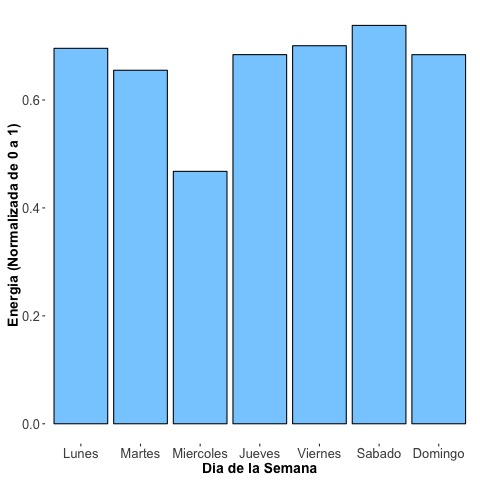 Energia (Normalizada de 0 a 1)
0.6
0.4
0.2
0.0
Lunes Martes Miercoles Jueves Viernes Sabado Domingo
Dia de la Semana